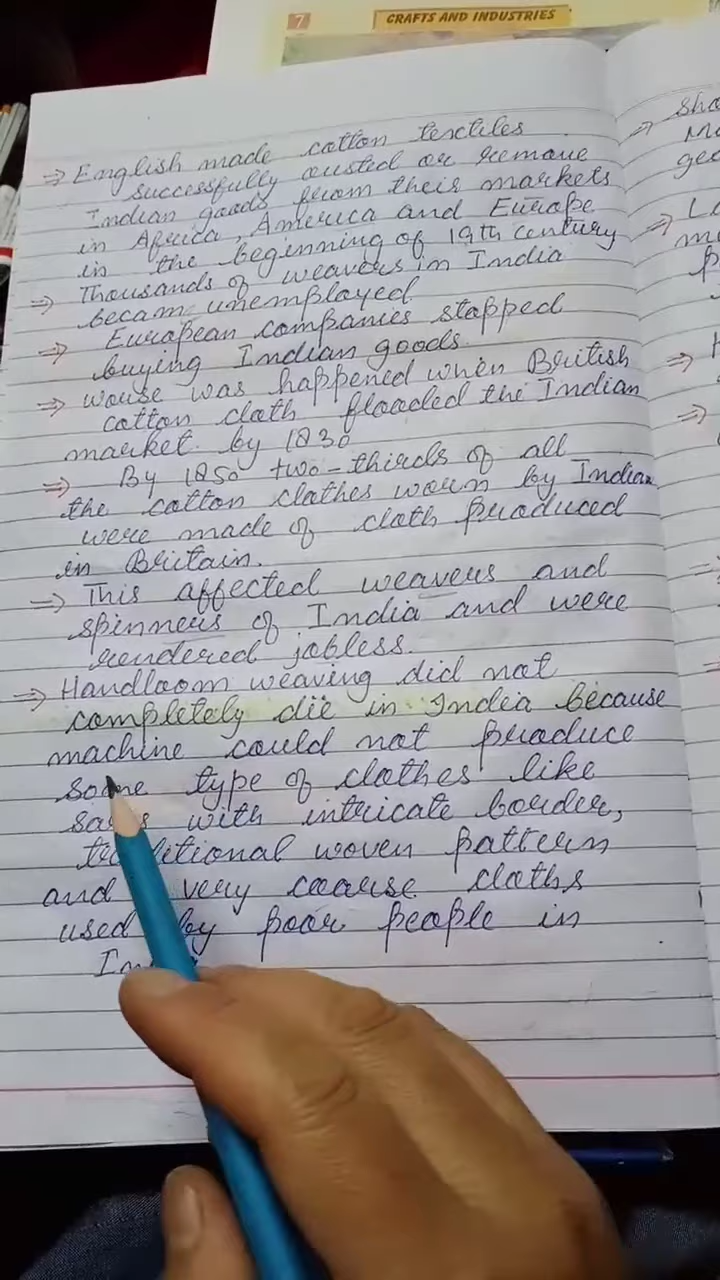 7 CRAFTS AND INDUSTRIES
⇒ English made cotton textiles
successfully ousted or remove
Indian goods from their markets
in Africa, America and Europe
in the beginning of 19th century
⇒ Thousands of weavers in India
becam unemployed
⇒ European companies stopped
buying Indian goods.
⇒ worse was happened when British
cotton cloth flooded the Indian
market by 1830
⇒ By 1850 two-thirds of all
the cotton clothes worn by Indian
were made of cloth produced
in Britain.
⇒ This affected weavers and
spinners of India and were
rendered jobless.
⇒ Handloom weaving did not
completely die in India because
machine could not produce
some type of clothes like
with intricate border,
traditional woven pattern
and very coarse cloths
used by poor people in
⇒ Sha
⇒
⇒
⇒